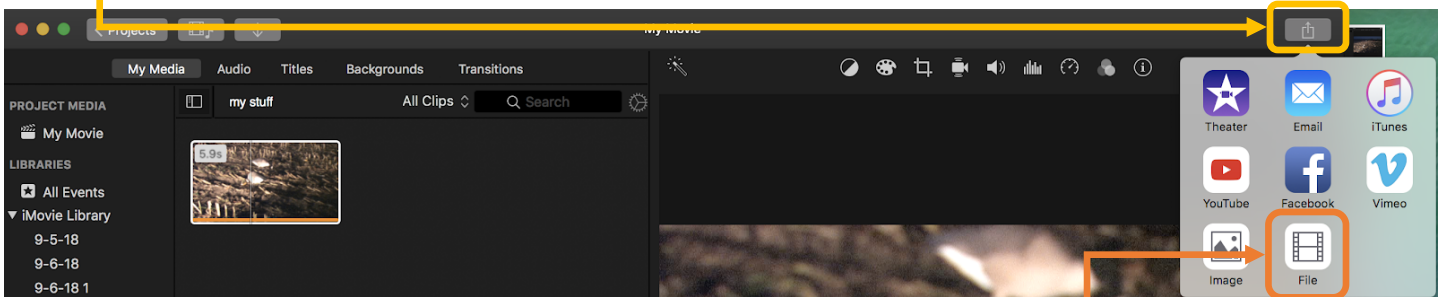 Projects
My Movie
My Media Audio Titles Backgrounds Transitions
PROJECT MEDIA
My Movie
LIBRARIES
All Events
iMovie Library
9-5-18
9-6-18
9-6-18 1
my stuff All Clips Search
5.9s
Theater Email iTunes
YouTube Facebook Vimeo
Image File